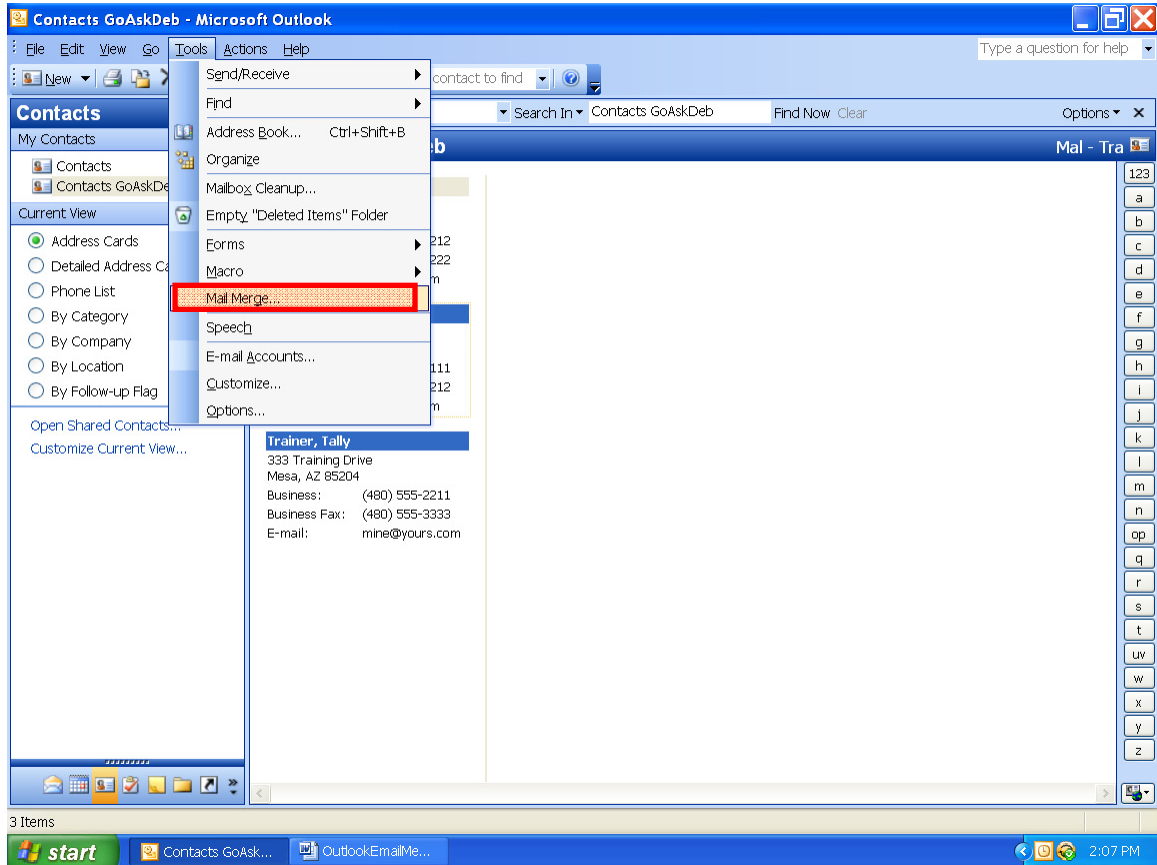 Contacts GoAskDeb - Microsoft Outlook
File Edit View Go Tools Actions Help
Type a question for help
New
contact to find
Contacts
Search In
Contacts GoAskDeb
Find Now Clear
Options
My Contacts
Contacts
Contacts GoAskDe
Current View
Address Cards
Detailed Address Ca
Phone List
By Category
By Company
By Location
By Follow-up Flag
Open Shared Contacts...
Customize Current View...
Send/Receive
Find
Address Book... Ctrl+Shift+B
Organize
Mailbox Cleanup...
Empty "Deleted Items" Folder
Forms
Macro
Mail Merge...
Speech
E-mail Accounts...
Customize...
Options...
b
Mal - Tra
212
222
m
111
212
m
Trainer, Tally
333 Training Drive
Mesa, AZ 85204
Business: (480) 555-2211
Business Fax: (480) 555-3333
E-mail: mine@yours.com
123
a
b
c
d
e
f
g
h
i
j
k
l
m
n
op
q
r
s
t
uv
w
x
y
z
3 Items
start
Contacts GoAsk...
OutlookEmailMe...
2:07 PM